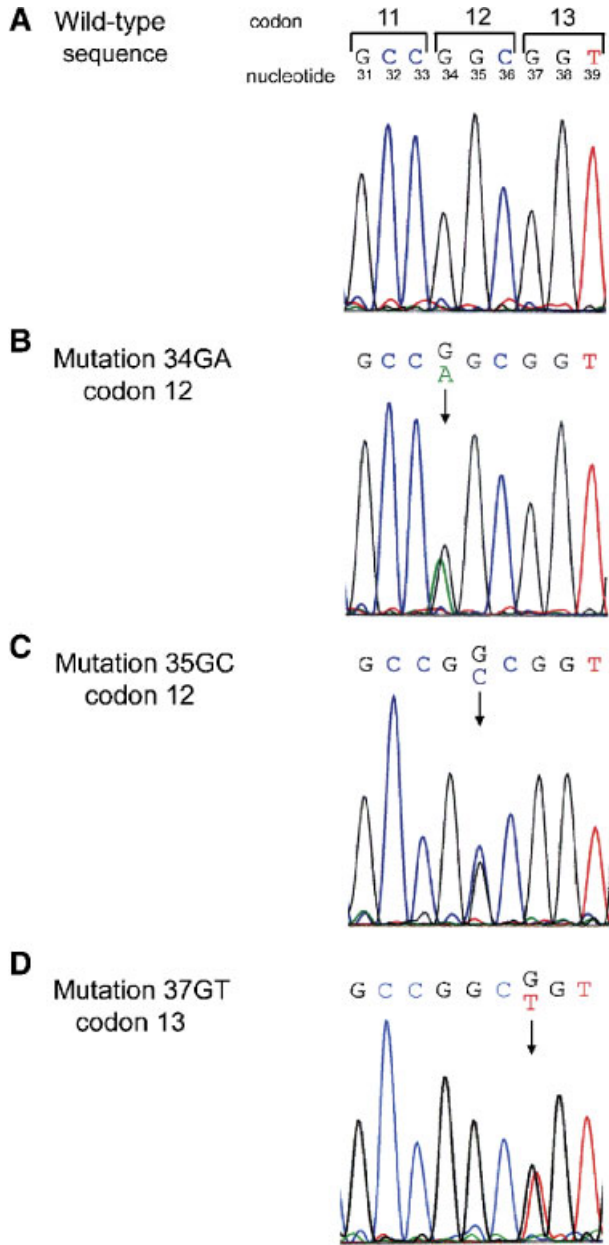 A Wild-type sequence
codon 11 12 13
G C C G G C G G T
nucleotide 31 32 33 34 35 36 37 38 39
B Mutation 34GA
codon 12
G C C G G C G G T
A
C Mutation 35GC
codon 12
G C C G G C G G T
C
D Mutation 37GT
codon 13
G C C G G C G G T
T